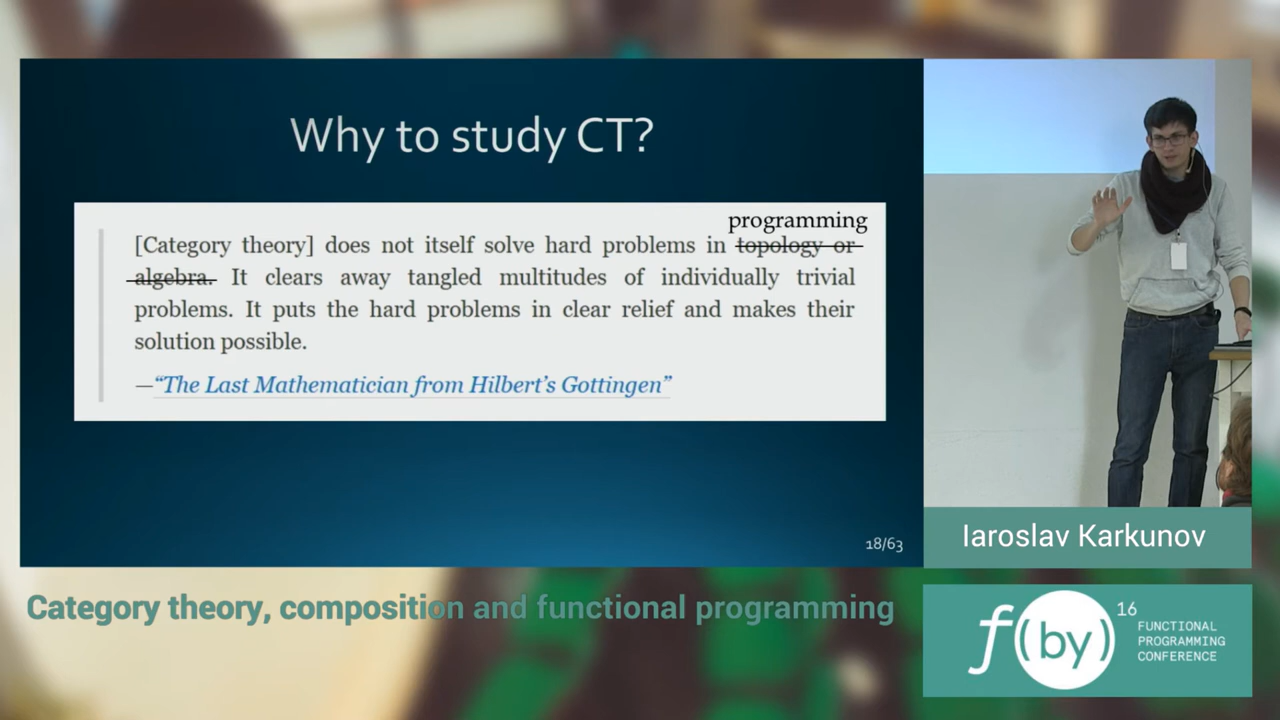 Why to study CT?
programming
[Category theory] does not itself solve hard problems in topology or
algebra. It clears away tangled multitudes of individually trivial
problems. It puts the hard problems in clear relief and makes their
solution possible.
—“The Last Mathematician from Hilbert’s Gottingen”
18/63
Iaroslav Karkunov
Category theory, composition and functional programming
f(by) 16
FUNCTIONAL
PROGRAMMING
CONFERENCE